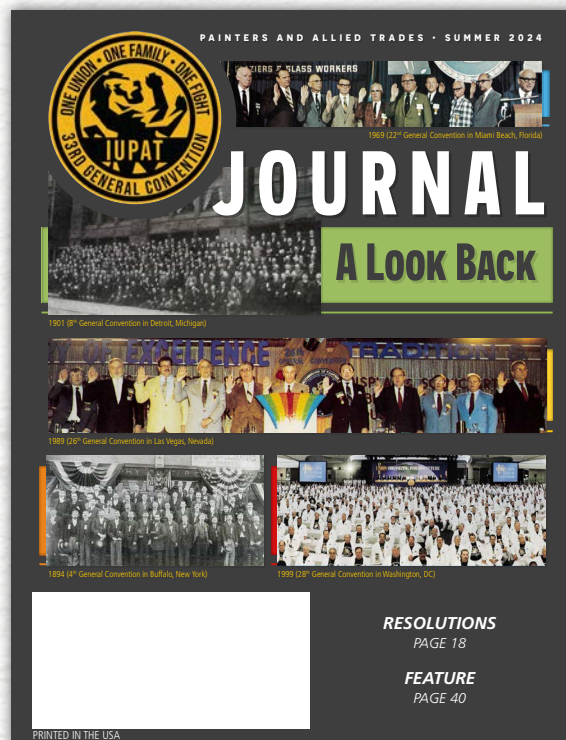 PAINTERS AND ALLIED TRADES • SUMMER 2024
ONE UNION • ONE FAMILY • ONE FIGHT
IUPAT
33RD GENERAL CONVENTION
GLASS WORKERS
1969 (22nd General Convention in Miami Beach, Florida)
JOURNAL
A LOOK BACK
1901 (8th General Convention in Detroit, Michigan)
OF EXCELLENCE
TRADITION
1989 (26th General Convention in Las Vegas, Nevada)
1894 (4th General Convention in Buffalo, New York)
1999 (28th General Convention in Washington, DC)
RESOLUTIONS
PAGE 18
FEATURE
PAGE 40
PRINTED IN THE USA